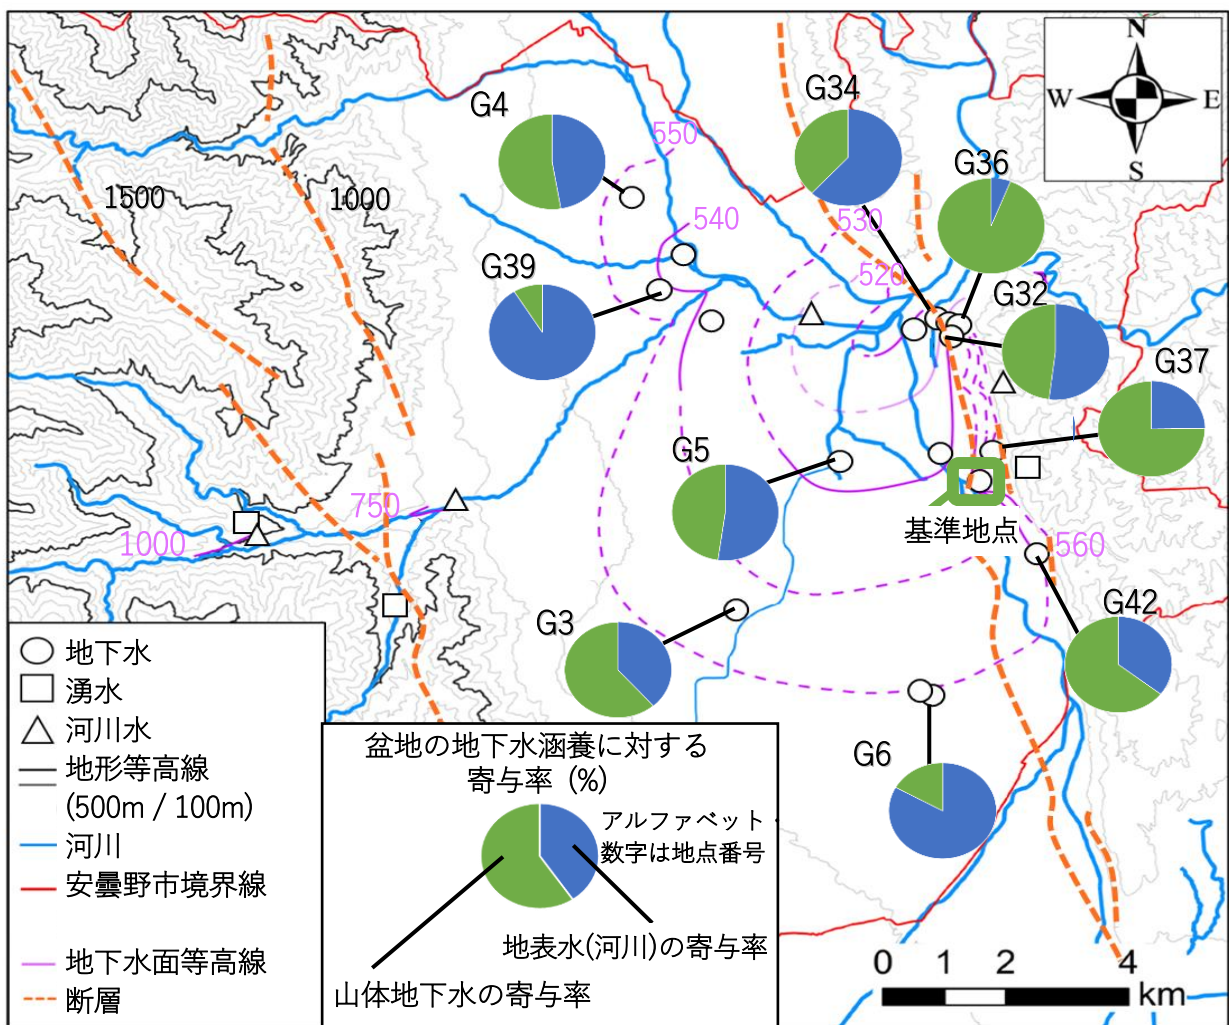 N
W
E
S
G4
G34
G36
550
1500
1000
540
530
G39
520
G32
G37
G5
750
1000
基準地点
560
G3
G42
G6
地下水
湧水
河川水
地形等高線
(500m / 100m)
河川
安曇野市境界線
地下水面等高線
断層
盆地の地下水涵養に対する
寄与率 (%)
アルファベット・
数字は地点番号
地表水(河川)の寄与率
山体地下水の寄与率
0 1 2 4
km